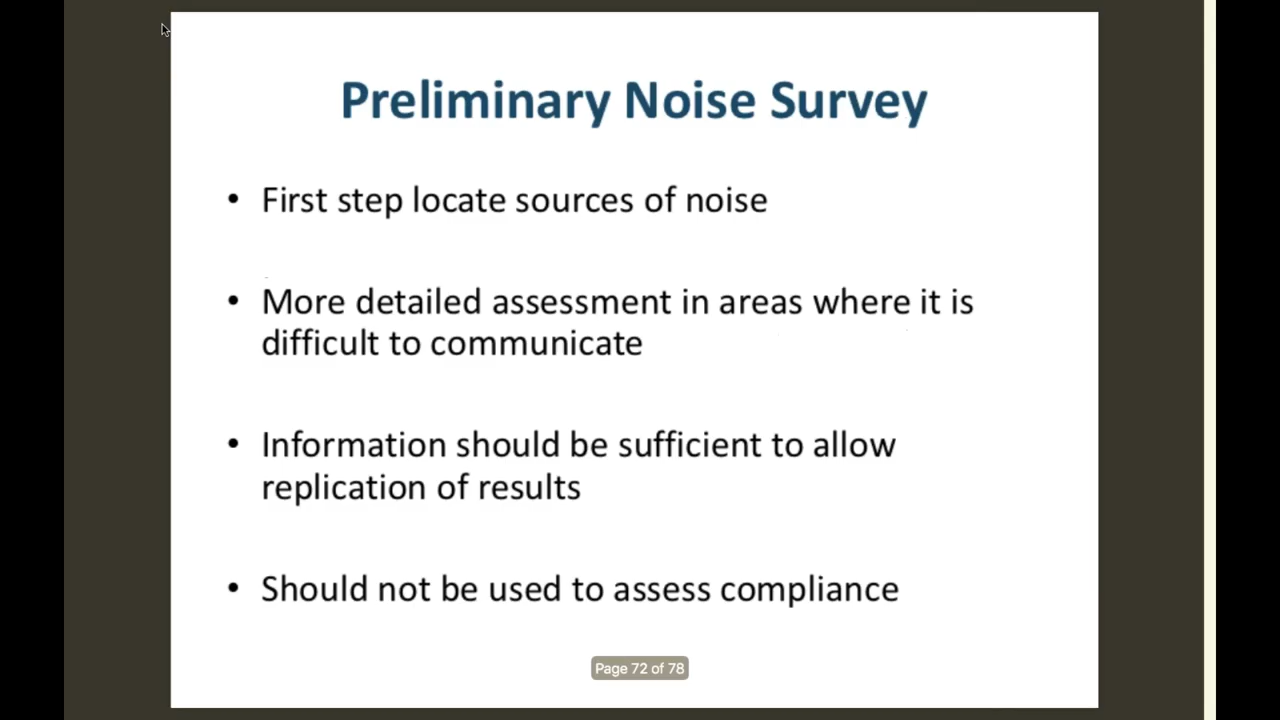 Preliminary Noise Survey
• First step locate sources of noise
• More detailed assessment in areas where it is
difficult to communicate
• Information should be sufficient to allow
replication of results
• Should not be used to assess compliance
Page 72 of 78